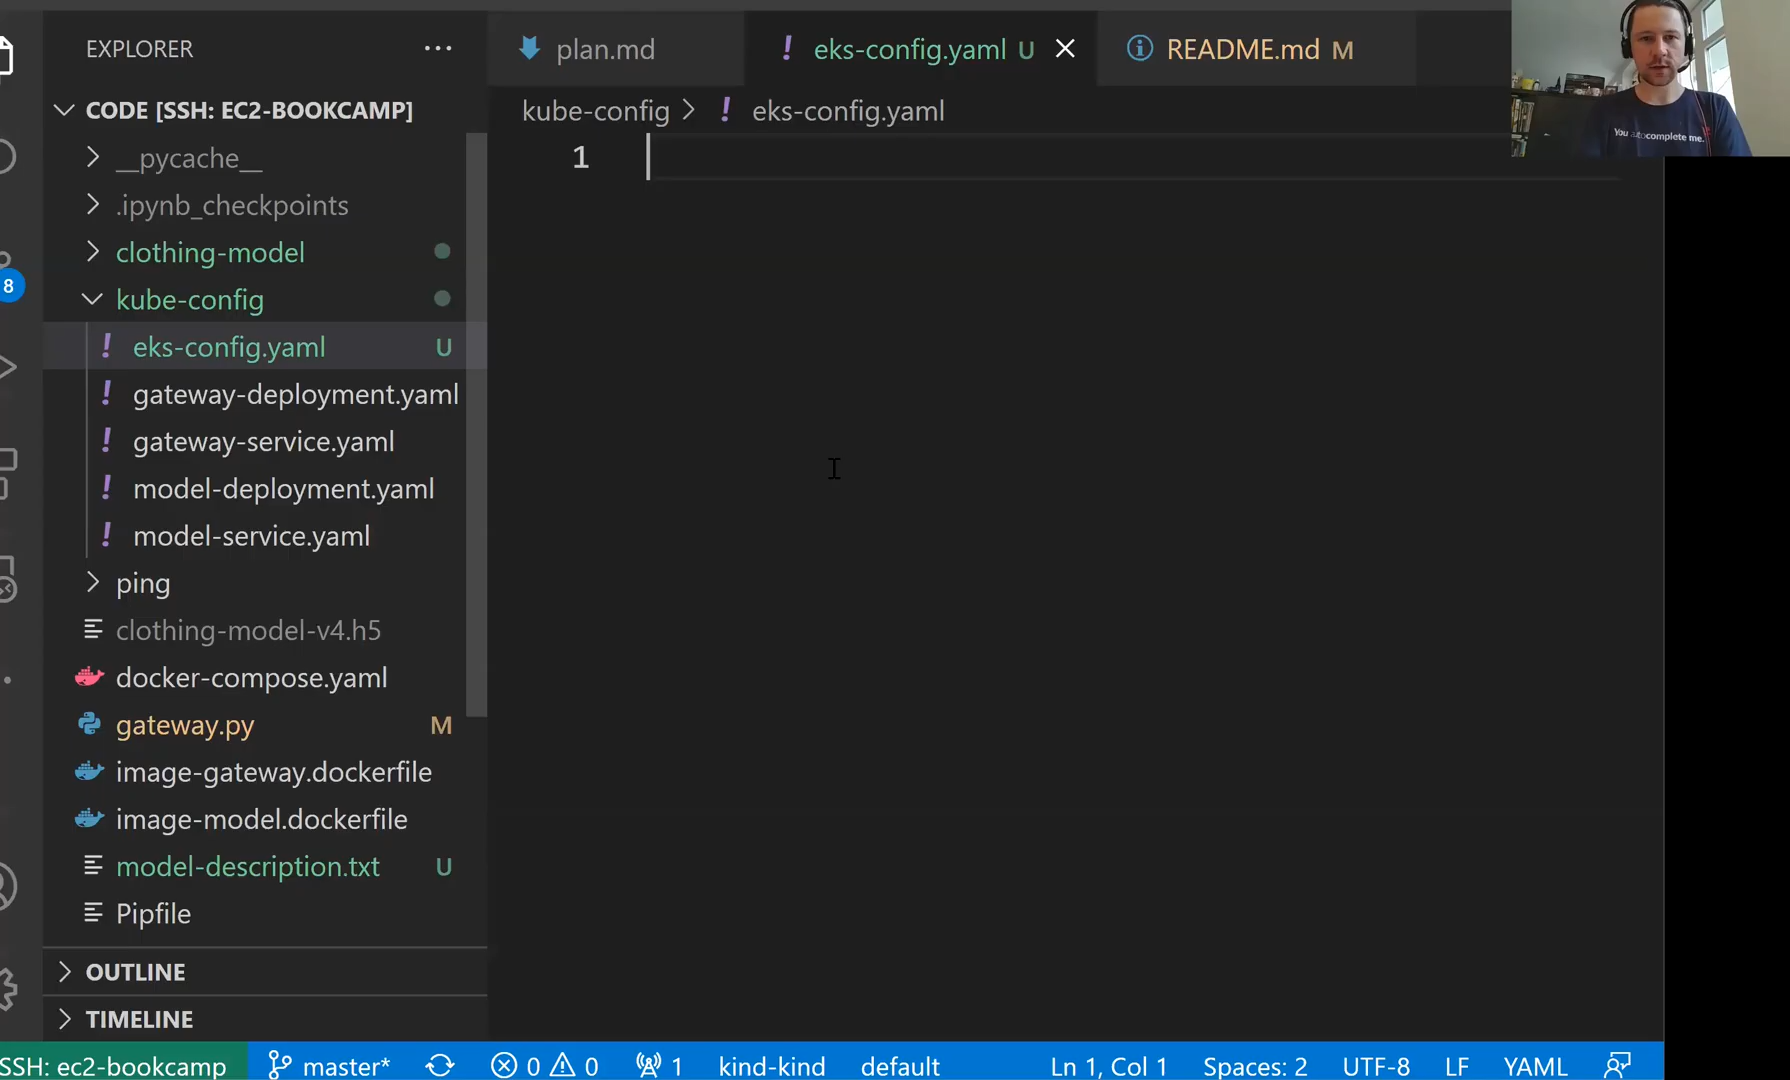 EXPLORER
plan.md
eks-config.yaml U
README.md M
You autocomplete me.
CODE [SSH: EC2-BOOKCAMP]
kube-config > eks-config.yaml
1
__pycache__
.ipynb_checkpoints
clothing-model
kube-config
eks-config.yaml U
gateway-deployment.yaml
gateway-service.yaml
model-deployment.yaml
model-service.yaml
ping
clothing-model-v4.h5
docker-compose.yaml
gateway.py M
image-gateway.dockerfile
image-model.dockerfile
model-description.txt U
Pipfile
OUTLINE
TIMELINE
8
SSH: ec2-bookcamp master* 0 0 1 kind-kind default Ln 1, Col 1 Spaces: 2 UTF-8 LF YAML